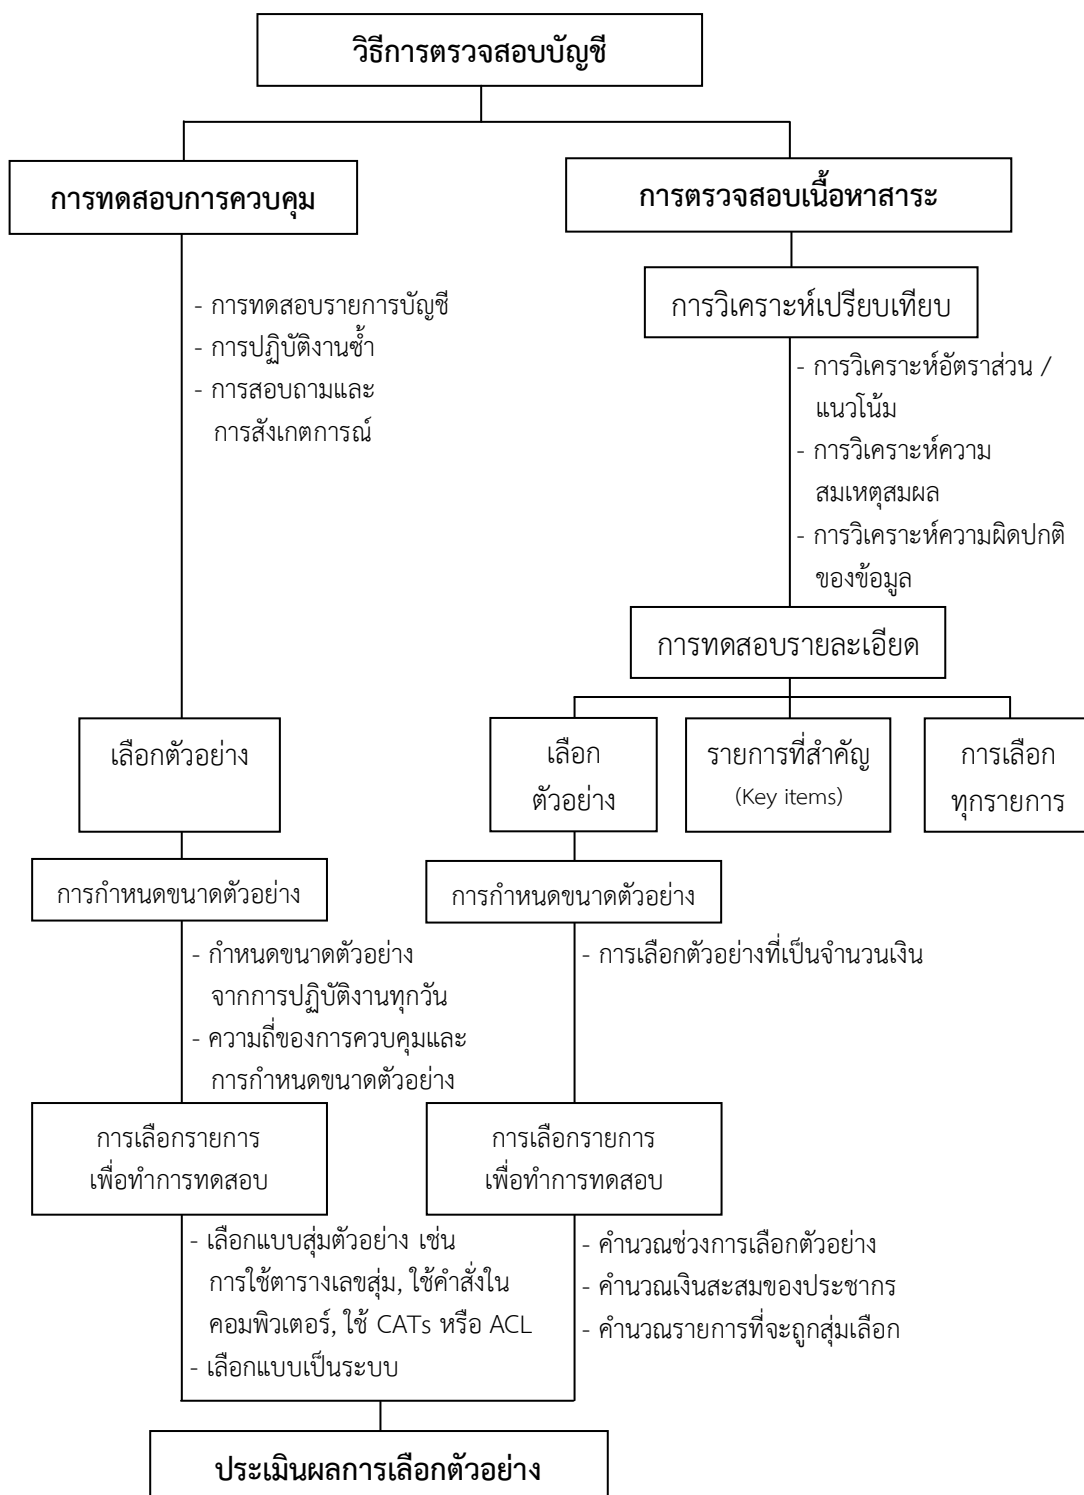 วิธีการตรวจสอบบัญชี
การทดสอบการควบคุม
- การทดสอบรายการบัญชี
- การปฏิบัติงานซ้ำ
- การสอบถามและ
การสังเกตการณ์
เลือกตัวอย่าง
การกำหนดขนาดตัวอย่าง
- กำหนดขนาดตัวอย่าง
จากการปฏิบัติงานทุกวัน
- ความถี่ของการควบคุมและ
การกำหนดขนาดตัวอย่าง
การเลือกรายการ
เพื่อทำการทดสอบ
- เลือกแบบสุ่มตัวอย่าง เช่น
การใช้ตารางเลขสุ่ม, ใช้คำสั่งใน
คอมพิวเตอร์, ใช้ CATs หรือ ACL
- เลือกแบบเป็นระบบ
การตรวจสอบเนื้อหาสาระ
การวิเคราะห์เปรียบเทียบ
- การวิเคราะห์อัตราส่วน /
แนวโน้ม
- การวิเคราะห์ความ
สมเหตุสมผล
- การวิเคราะห์ความผิดปกติ
ของข้อมูล
การทดสอบรายละเอียด
เลือก
ตัวอย่าง
รายการที่สำคัญ
(Key items)
การเลือก
ทุกรายการ
การกำหนดขนาดตัวอย่าง
- การเลือกตัวอย่างที่เป็นจำนวนเงิน
การเลือกรายการ
เพื่อทำการทดสอบ
- คำนวณช่วงการเลือกตัวอย่าง
- คำนวณเงินสะสมของประชากร
- คำนวณรายการที่จะถูกสุ่มเลือก
ประเมินผลการเลือกตัวอย่าง